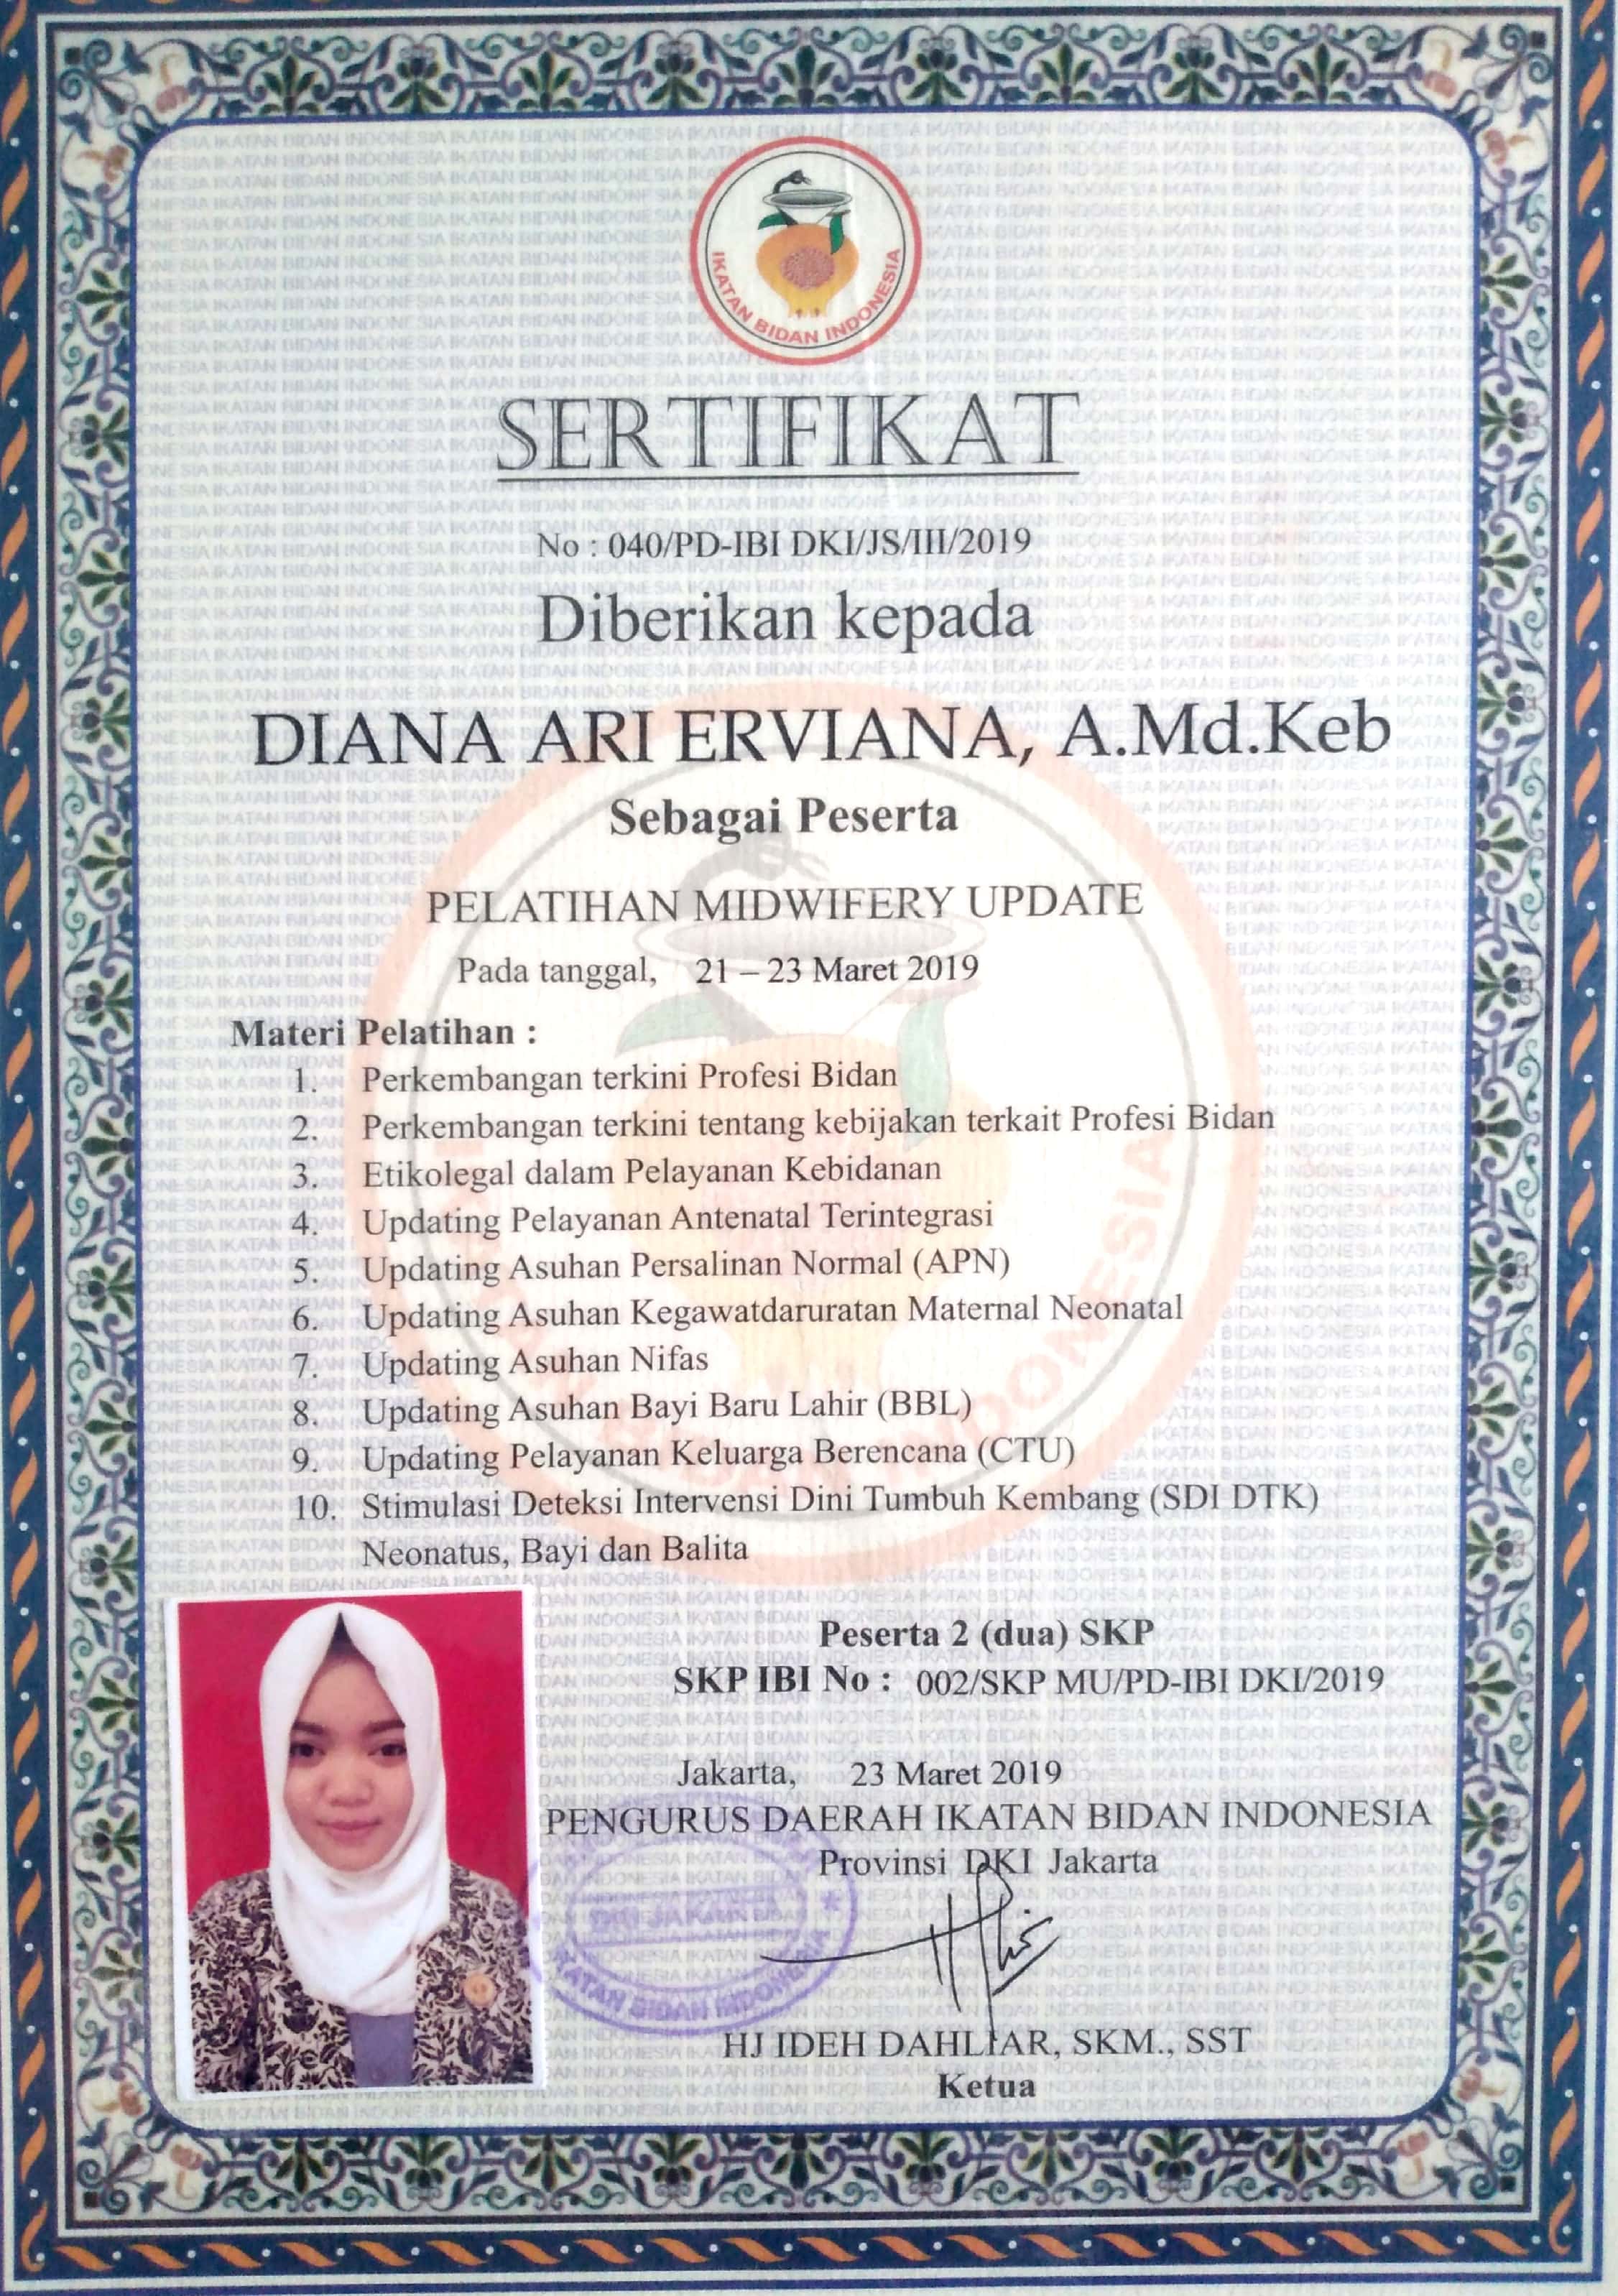 IKATAN BIDAN INDONESIA
SERTIFIKAT
No : 040/PD-IBI DKI/JS/III/2019
Diberikan kepada
DIANA ARI ERVIANA, A.Md.Keb
Sebagai Peserta
PELATIHAN MIDWIFERY UPDATE
Pada tanggal, 21 – 23 Maret 2019
Materi Pelatihan :
1. Perkembangan terkini Profesi Bidan
2. Perkembangan terkini tentang kebijakan terkait Profesi Bidan
3. Etikolegal dalam Pelayanan Kebidanan
4. Updating Pelayanan Antenatal Terintegrasi
5. Updating Asuhan Persalinan Normal (APN)
6. Updating Asuhan Kegawatdaruratan Maternal Neonatal
7. Updating Asuhan Nifas
8. Updating Asuhan Bayi Baru Lahir (BBL)
9. Updating Pelayanan Keluarga Berencana (CTU)
10. Stimulasi Deteksi Intervensi Dini Tumbuh Kembang (SDI DTK)
Neonatus, Bayi dan Balita
Peserta 2 (dua) SKP
SKP IBI No : 002/SKP MU/PD-IBI DKI/2019
Jakarta, 23 Maret 2019
PENGURUS DAERAH IKATAN BIDAN INDONESIA
Provinsi DKI Jakarta
IKATAN BIDAN INDONESIA
HJ IDEH DAHLIAR, SKM., SST
Ketua